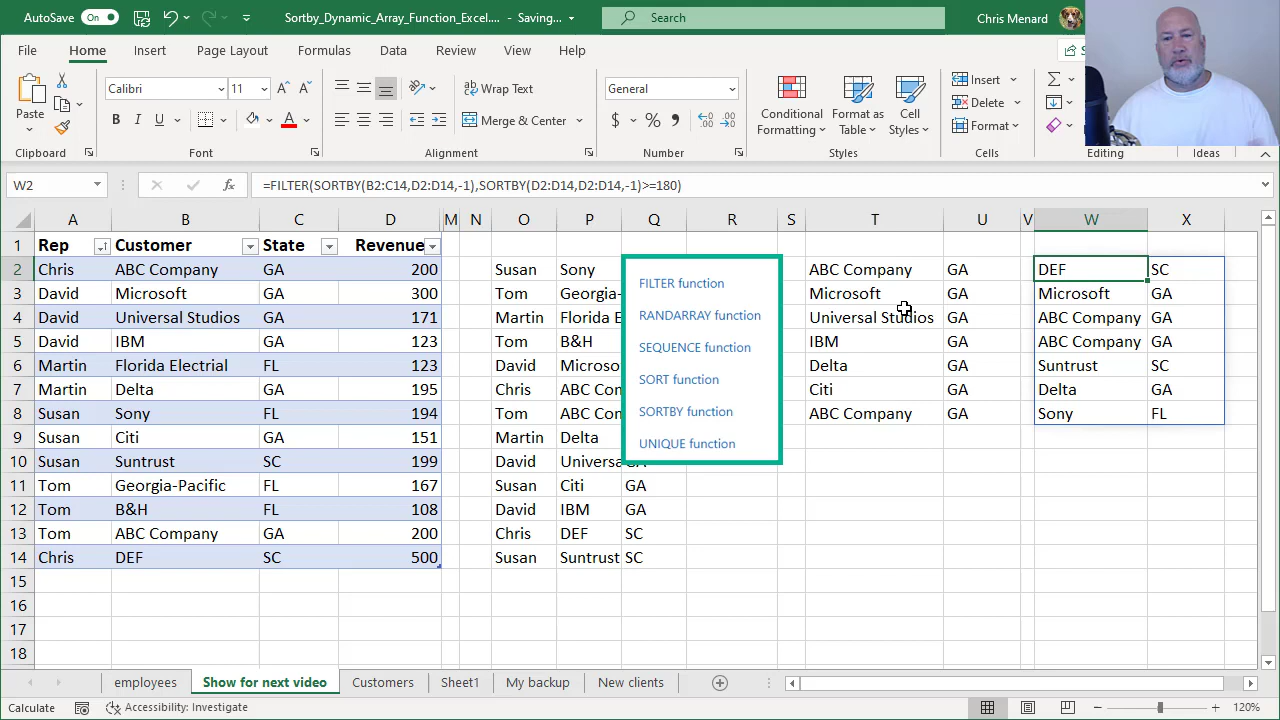 AutoSave On Sortby_Dynamic_Array_Function_Excel.... - Saving... Search Chris Menard
File Home Insert Page Layout Formulas Data Review View Help
Paste Calibri 11 Wrap Text General Conditional Formatting Format as Table Cell Styles Insert
B I U Merge & Center $ % Delete
Format
Clipboard Font Alignment Number Styles Cells Editing Ideas
W2 fx =FILTER(SORTBY(B2:C14,D2:D14,-1),SORTBY(D2:D14,D2:D14,-1)>=180)
A B C D M N O P Q R S T U V W X
1 Rep Customer State Revenue
2 Chris ABC Company GA 200 Susan Sony ABC Company GA DEF SC
3 David Microsoft GA 300 Tom Georgia- Microsoft GA Microsoft GA
4 David Universal Studios GA 171 Martin Florida E Universal Studios GA ABC Company GA
5 David IBM GA 123 Tom B&H IBM GA ABC Company GA
6 Martin Florida Electrial FL 123 David Microso Delta GA Suntrust SC
7 Martin Delta GA 195 Chris ABC Con Citi GA Delta GA
8 Susan Sony FL 194 Tom ABC Con ABC Company GA Sony FL
9 Susan Citi GA 151 Martin Delta
10 Susan Suntrust SC 199 David Universa GA
11 Tom Georgia-Pacific FL 167 Susan Citi GA
12 Tom B&H FL 108 David IBM GA
13 Tom ABC Company GA 200 Chris DEF SC
14 Chris DEF SC 500 Susan Suntrust SC
15
16
17
18
FILTER function
RANDARRAY function
SEQUENCE function
SORT function
SORTBY function
UNIQUE function
employees Show for next video Customers Sheet1 My backup New clients
Calculate Accessibility: Investigate 120%